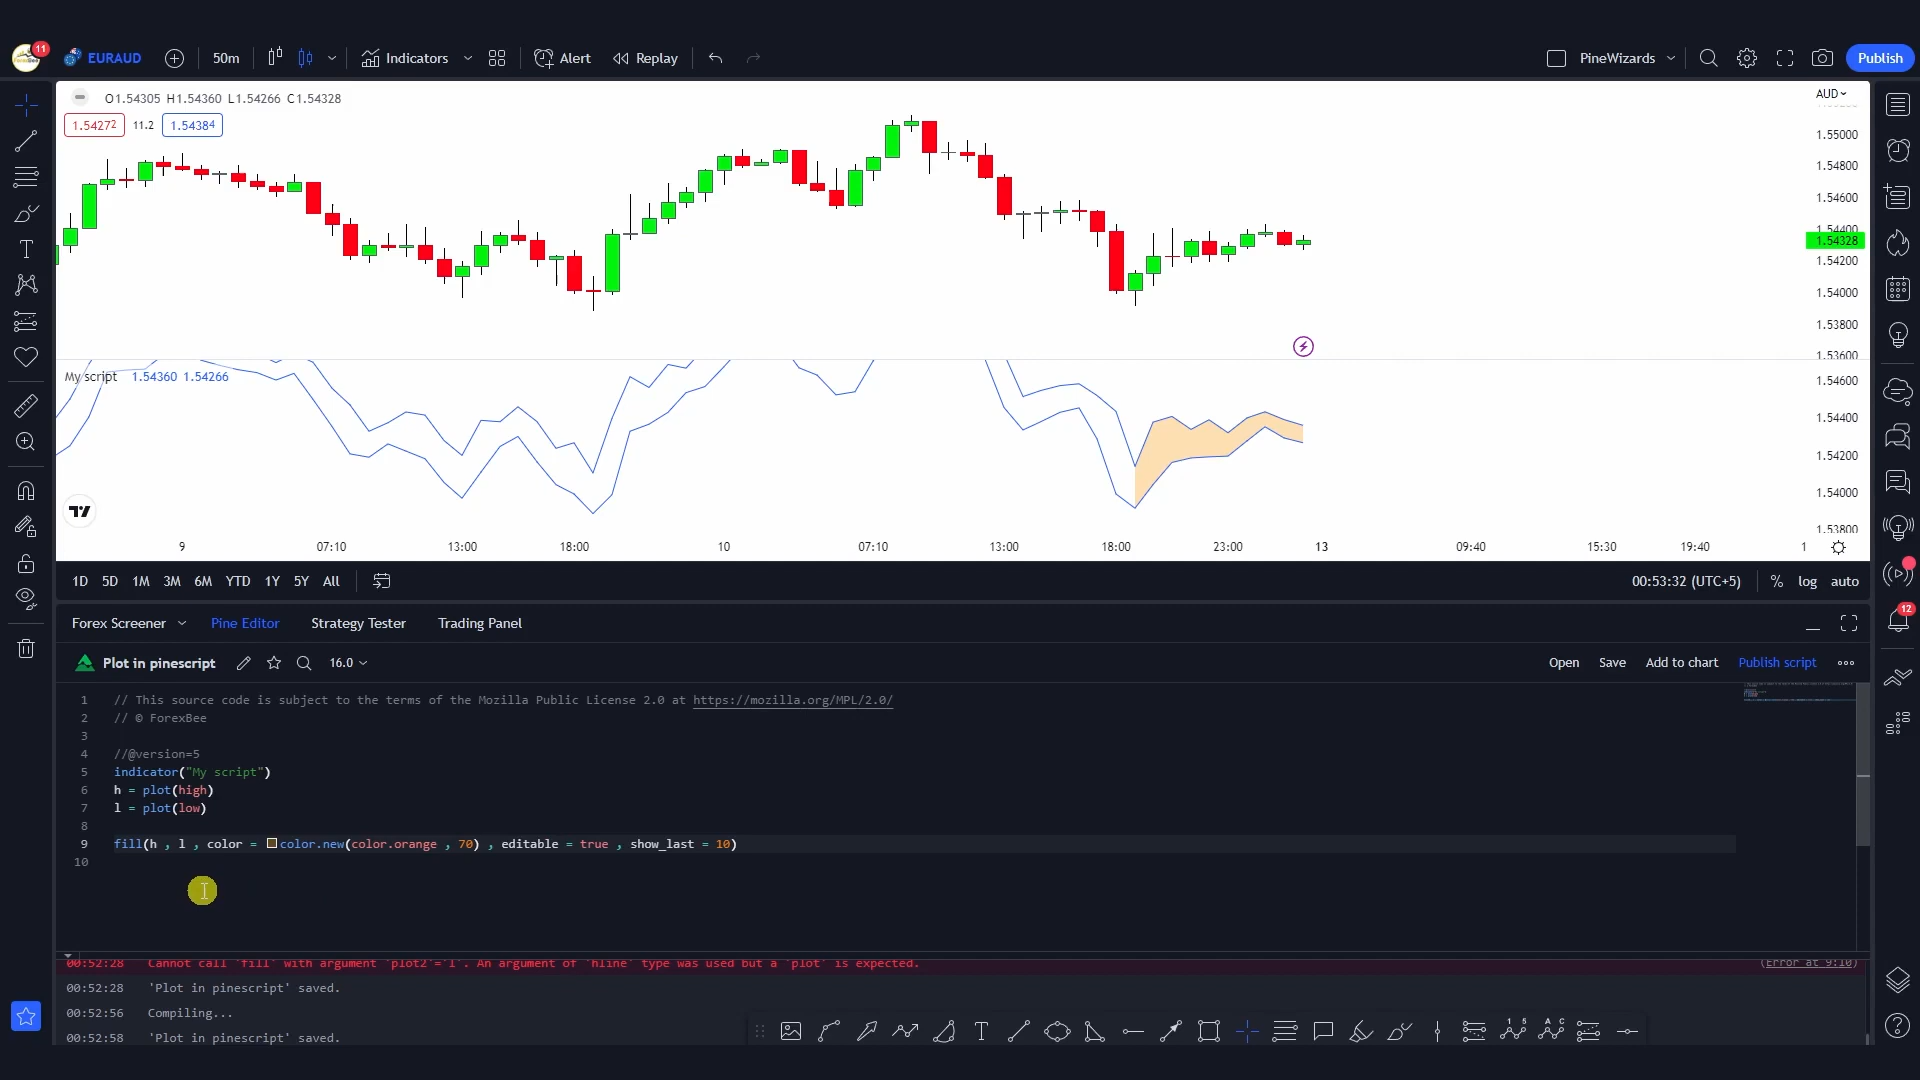 11 EURAUD 50m Indicators Alert Replay PineWizards Publish
O1.54305 H1.54360 L1.54266 C1.54328 AUD
1.54272 11.2 1.54384
1.55000
1.54800
1.54600
1.54400
1.54328
1.54200
1.54000
1.53800
1.53600
My script 1.54360 1.54266
1.54600
1.54400
1.54200
1.54000
1.53800
9 07:10 13:00 18:00 10 07:10 13:00 18:00 23:00 13 09:40 15:30 19:40 1
1D 5D 1M 3M 6M YTD 1Y 5Y All 00:53:32 (UTC+5) % log auto
Forex Screener Pine Editor Strategy Tester Trading Panel
12
Plot in pinescript 16.0 Open Save Add to chart Publish script
1 // This source code is subject to the terms of the Mozilla Public License 2.0 at https://mozilla.org/MPL/2.0/
2 // © ForexBee
3
4 //@version=5
5 indicator("My script")
6 h = plot(high)
7 l = plot(low)
8
9 fill(h , l , color = color.new(color.orange , 70) , editable = true , show_last = 10)
10
00:52:28 Cannot call 'fill' with argument 'plot2'='l'. An argument of 'hline' type was used but a 'plot' is expected. (Error at 9:10)
00:52:28 'Plot in pinescript' saved.
00:52:56 Compiling...
00:52:58 'Plot in pinescript' saved.